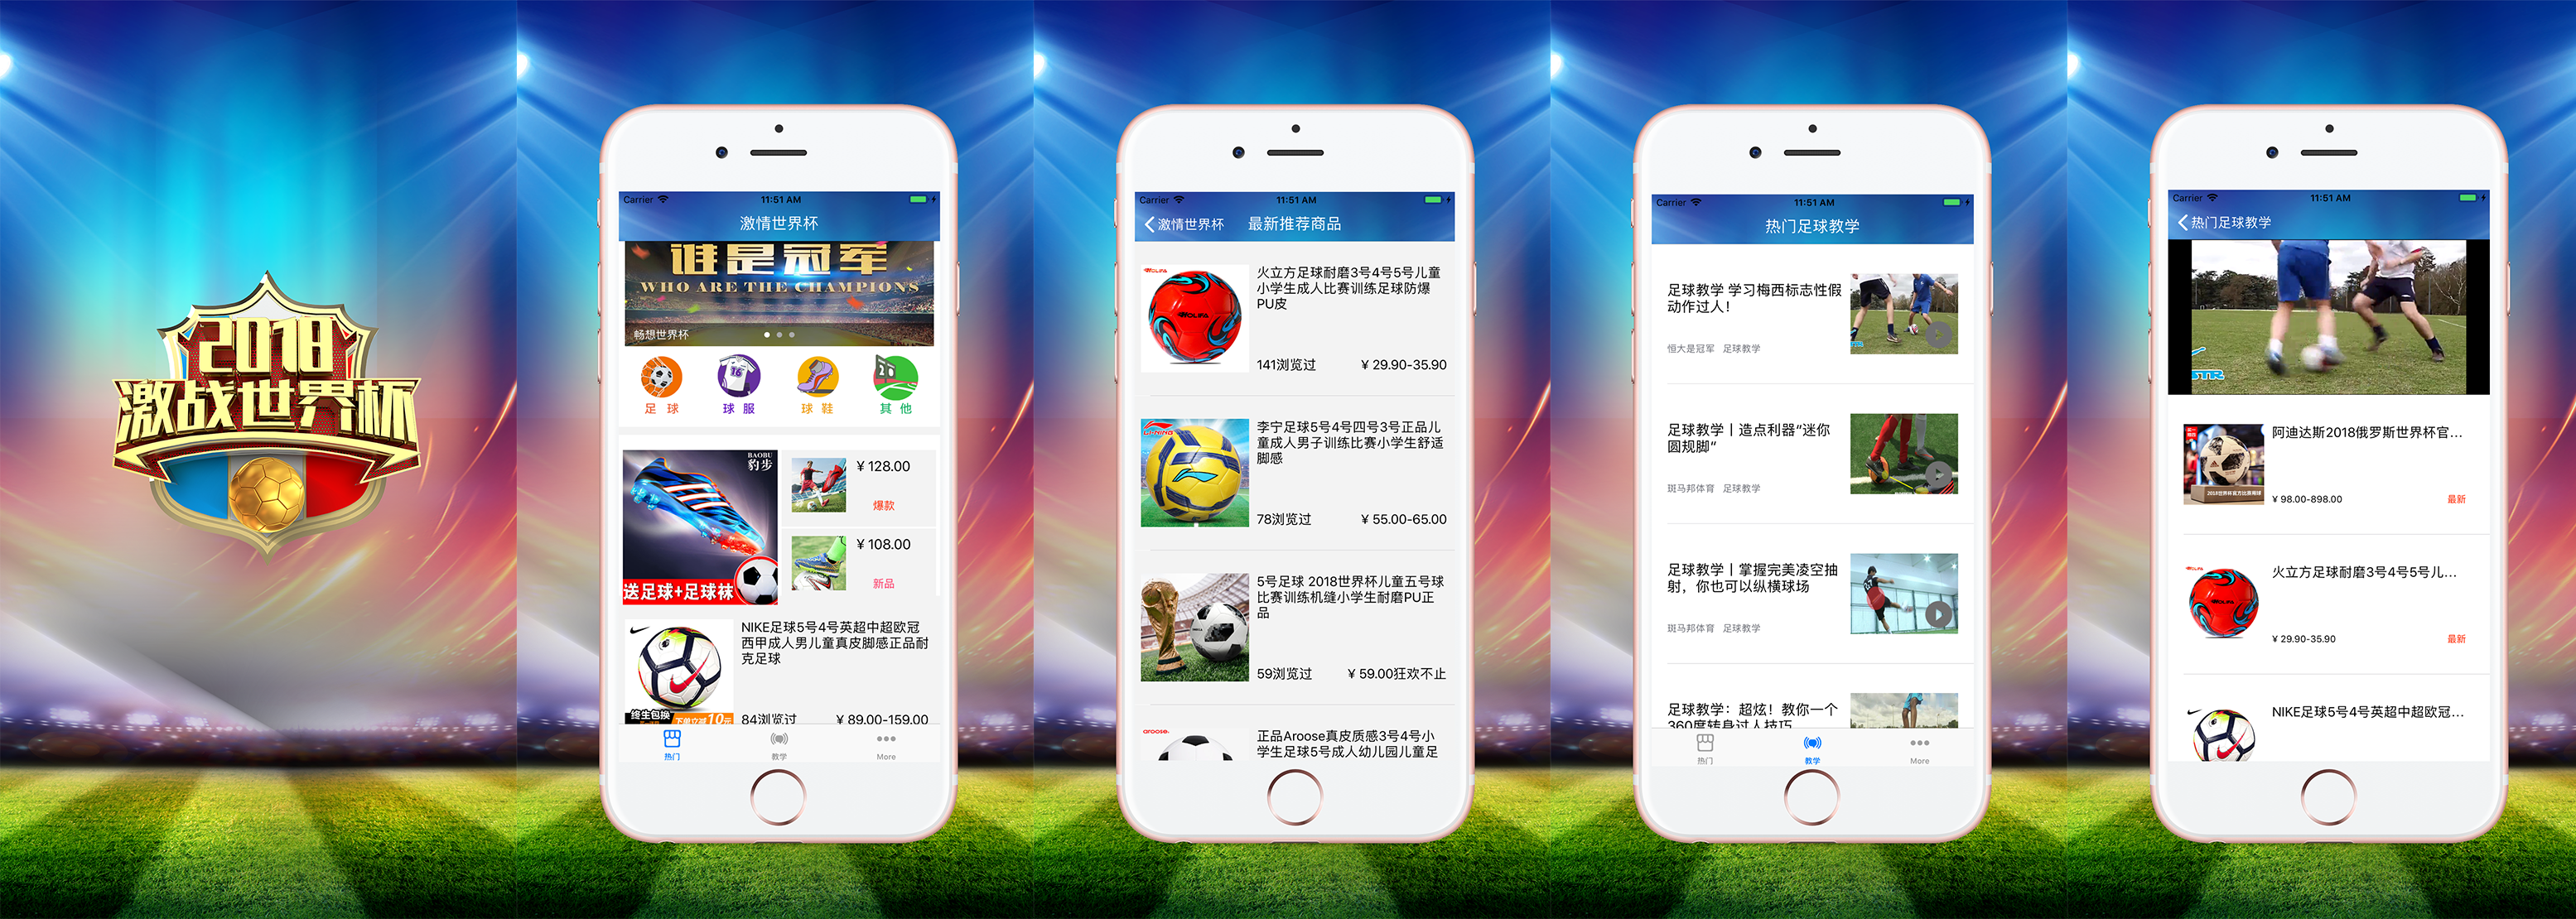 2018
激战世界杯
Carrier
11:51 AM
激情世界杯
谁是冠军
WHO ARE THE CHAMPIONS
畅想世界杯
足 球
球 服
球 鞋
其 他
BAOBU
豹步
送足球+足球袜
¥ 128.00
爆款
¥ 108.00
新品
NIKE足球5号4号英超中超欧冠
西甲成人男儿童真皮脚感正品耐
克足球
终生包换
下单立减10元
84浏览过
¥ 89.00-159.00
热门
教学
More
Carrier
11:51 AM
激情世界杯
最新推荐商品
火立方足球耐磨3号4号5号儿童
小学生成人比赛训练足球防爆
PU皮
141浏览过
¥ 29.90-35.90
LI-NING
李宁足球5号4号四号3号正品儿
童成人男子训练比赛小学生舒适
脚感
78浏览过
¥ 55.00-65.00
5号足球 2018世界杯儿童五号球
比赛训练机缝小学生耐磨PU正
品
59浏览过
¥ 59.00狂欢不止
aroose.
正品Aroose真皮质感3号4号小
学生足球5号成人幼儿园儿童足
Carrier
11:51 AM
热门足球教学
足球教学 学习梅西标志性假
动作过人!
恒大是冠军 足球教学
足球教学丨造点利器“迷你
圆规脚”
斑马邦体育 足球教学
足球教学丨掌握完美凌空抽
射，你也可以纵横球场
斑马邦体育 足球教学
足球教学：超炫！教你一个
360度转身过人技巧
热门
教学
More
Carrier
11:51 AM
热门足球教学
STR
阿迪达斯2018俄罗斯世界杯官...
¥ 98.00-898.00
最新
火立方足球耐磨3号4号5号儿...
¥ 29.90-35.90
最新
NIKE足球5号4号英超中超欧冠...